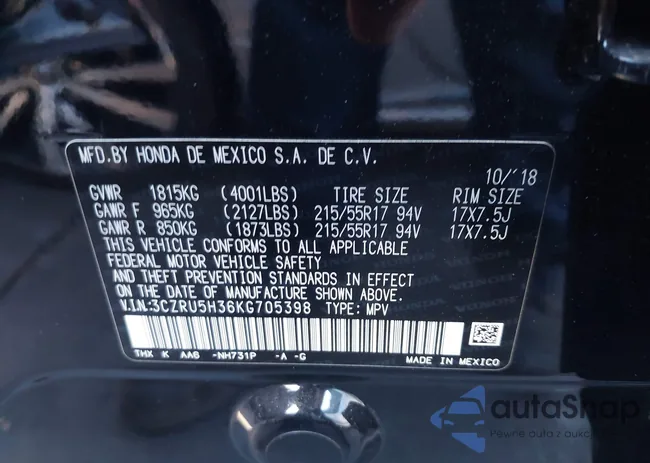 MFD.BY HONDA DE MEXICO S.A. DE C.V.
10/'18
GVWR 1815KG (4001LBS) TIRE SIZE RIM SIZE
GAWR F 965KG (2127LBS) 215/55R17 94V 17X7.5J
GAWR R 850KG (1873LBS) 215/55R17 94V 17X7.5J
THIS VEHICLE CONFORMS TO ALL APPLICABLE
FEDERAL MOTOR VEHICLE SAFETY
AND THEFT PREVENTION STANDARDS IN EFFECT
ON THE DATE OF MANUFACTURE SHOWN ABOVE.
V.I.N.:3CZRU5H36KG705398 TYPE: MPV
THX K AA6 -NH731P -A -G MADE IN MEXICO
autaShop
Pewne auta z aukcji